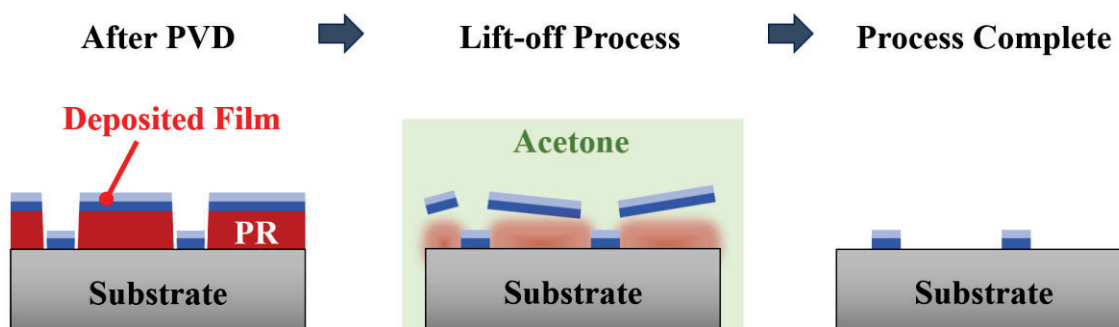 After PVD
Lift-off Process
Process Complete
Deposited Film
Acetone
PR
Substrate
Substrate
Substrate